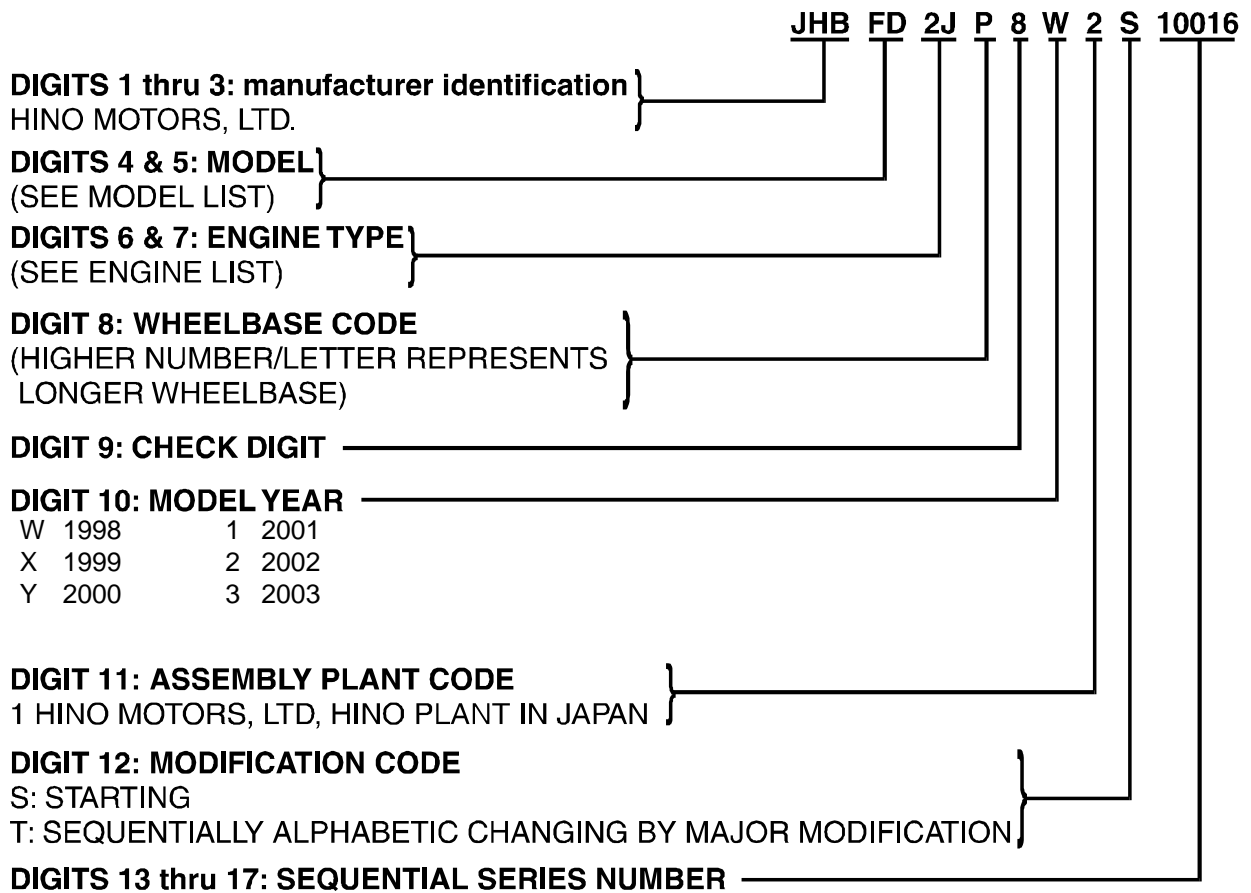 JHB FD 2J P 8 W 2 S 10016
DIGITS 1 thru 3: manufacturer identification
HINO MOTORS, LTD.
DIGITS 4 & 5: MODEL
(SEE MODEL LIST)
DIGITS 6 & 7: ENGINE TYPE
(SEE ENGINE LIST)
DIGIT 8: WHEELBASE CODE
(HIGHER NUMBER/LETTER REPRESENTS
LONGER WHEELBASE)
DIGIT 9: CHECK DIGIT
DIGIT 10: MODEL YEAR
W 1998 1 2001
X 1999 2 2002
Y 2000 3 2003
DIGIT 11: ASSEMBLY PLANT CODE
1 HINO MOTORS, LTD, HINO PLANT IN JAPAN
DIGIT 12: MODIFICATION CODE
S: STARTING
T: SEQUENTIALLY ALPHABETIC CHANGING BY MAJOR MODIFICATION
DIGITS 13 thru 17: SEQUENTIAL SERIES NUMBER